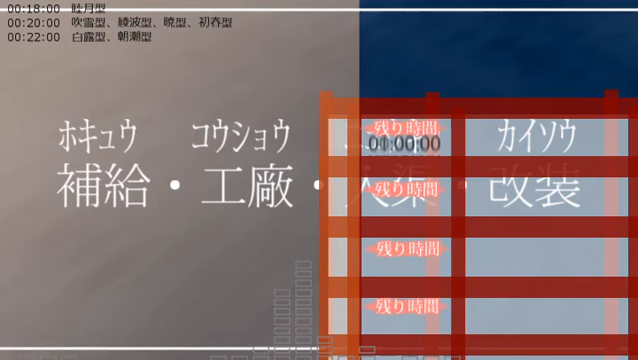 00:18:00 睦月型
00:20:00 吹雪型、綾波型、暁型、初春型
00:22:00 白露型、朝潮型
ホキュウ コウショウ カイソウ
補給・工廠・入渠・改装
残り時間
00:00:00
残り時間
残り時間
残り時間